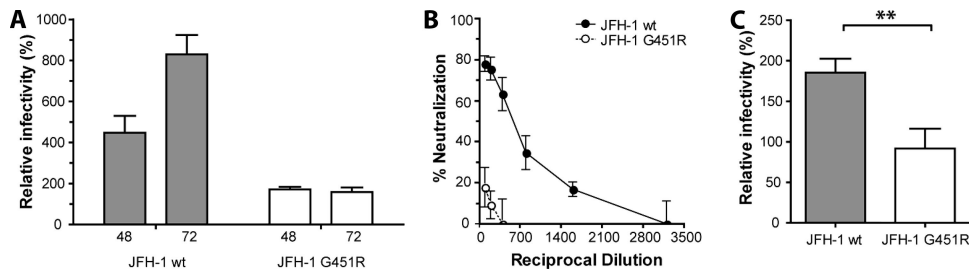 A
Relative infectivity (%)
1000
800
600
400
200
0
48
72
48
72
JFH-1 wt
JFH-1 G451R
B
JFH-1 wt
JFH-1 G451R
% Neutralization
100
80
60
40
20
0
0
700
1400
2100
2800
3500
Reciprocal Dilution
C
**
Relative infectivity (%)
250
200
150
100
50
0
JFH-1 wt
JFH-1 G451R